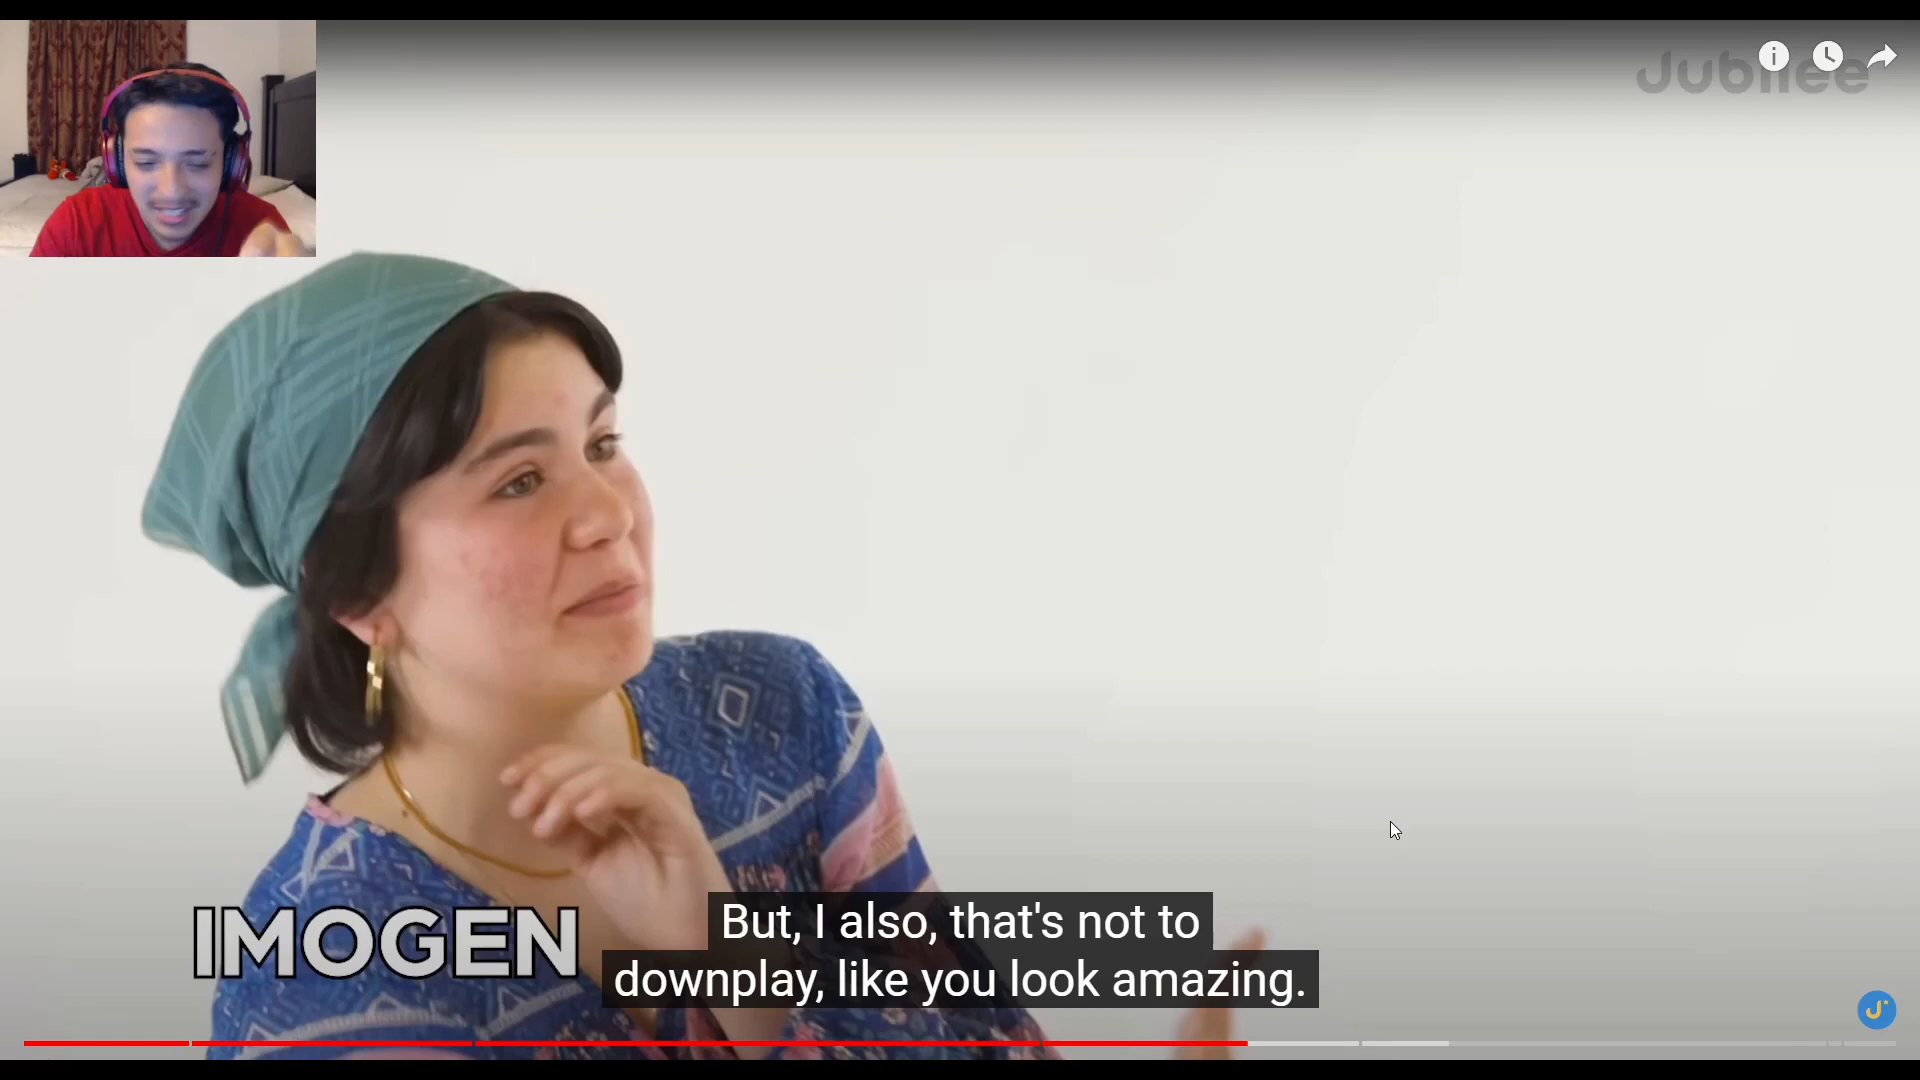 Jubilee
IMOGEN
But, I also, that's not to
downplay, like you look amazing.